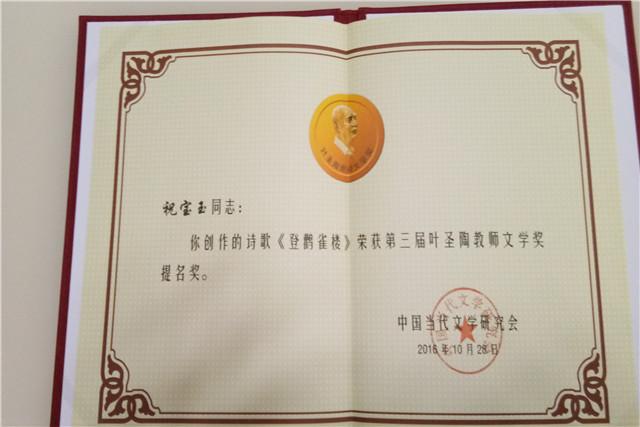 祝宝玉同志：
你创作的诗歌《登鹳雀楼》荣获第三届叶圣陶教师文学奖
提名奖。
中国当代文学研究会
2016年10月28日